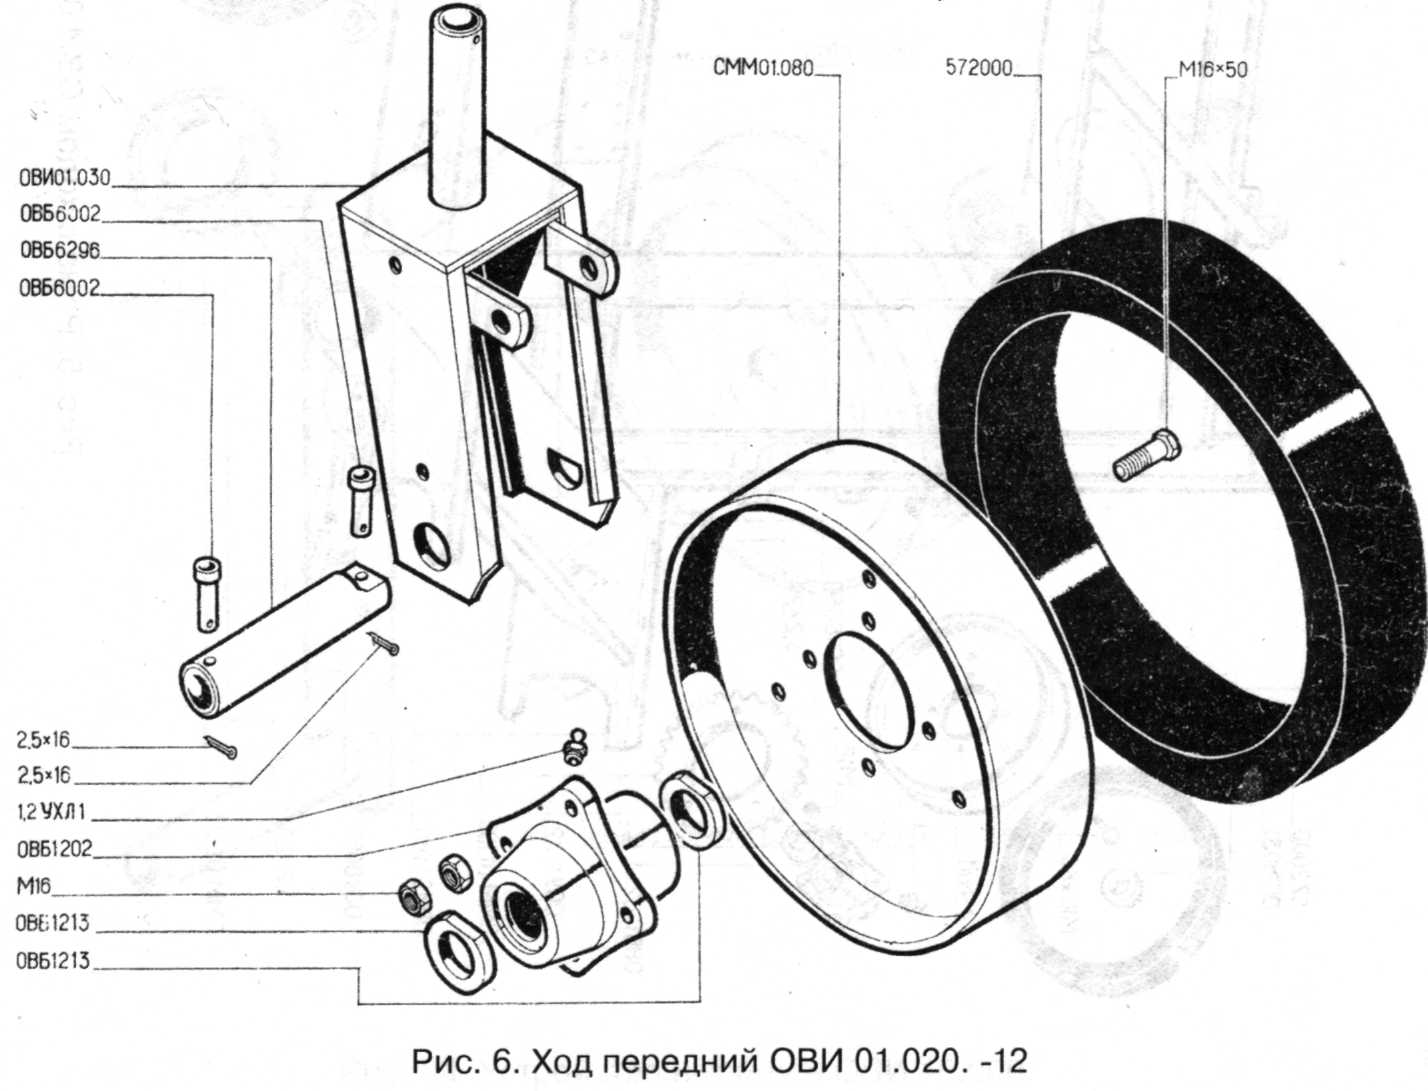 СММ01.080
572000
М16×50
ОВИ01.030
ОВБ6002
ОВБ6296
ОВБ6002
2,5×16
2,5×16
1,2 УХЛ1
ОВБ1202
М16
ОВБ1213
ОВБ1213
Рис. 6. Ход передний ОВИ 01.020. -12